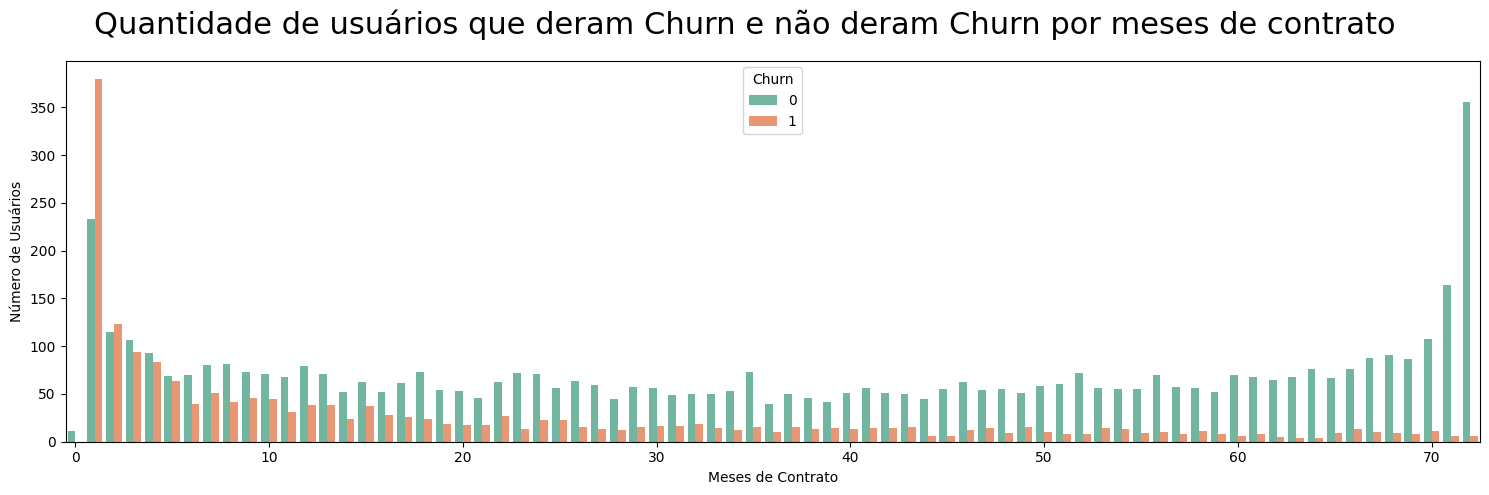 Quantidade de usuários que deram Churn e não deram Churn por meses de contrato
Churn
0
1
Número de Usuários
350
300
250
200
150
100
50
0
0 10 20 30 40 50 60 70
Meses de Contrato